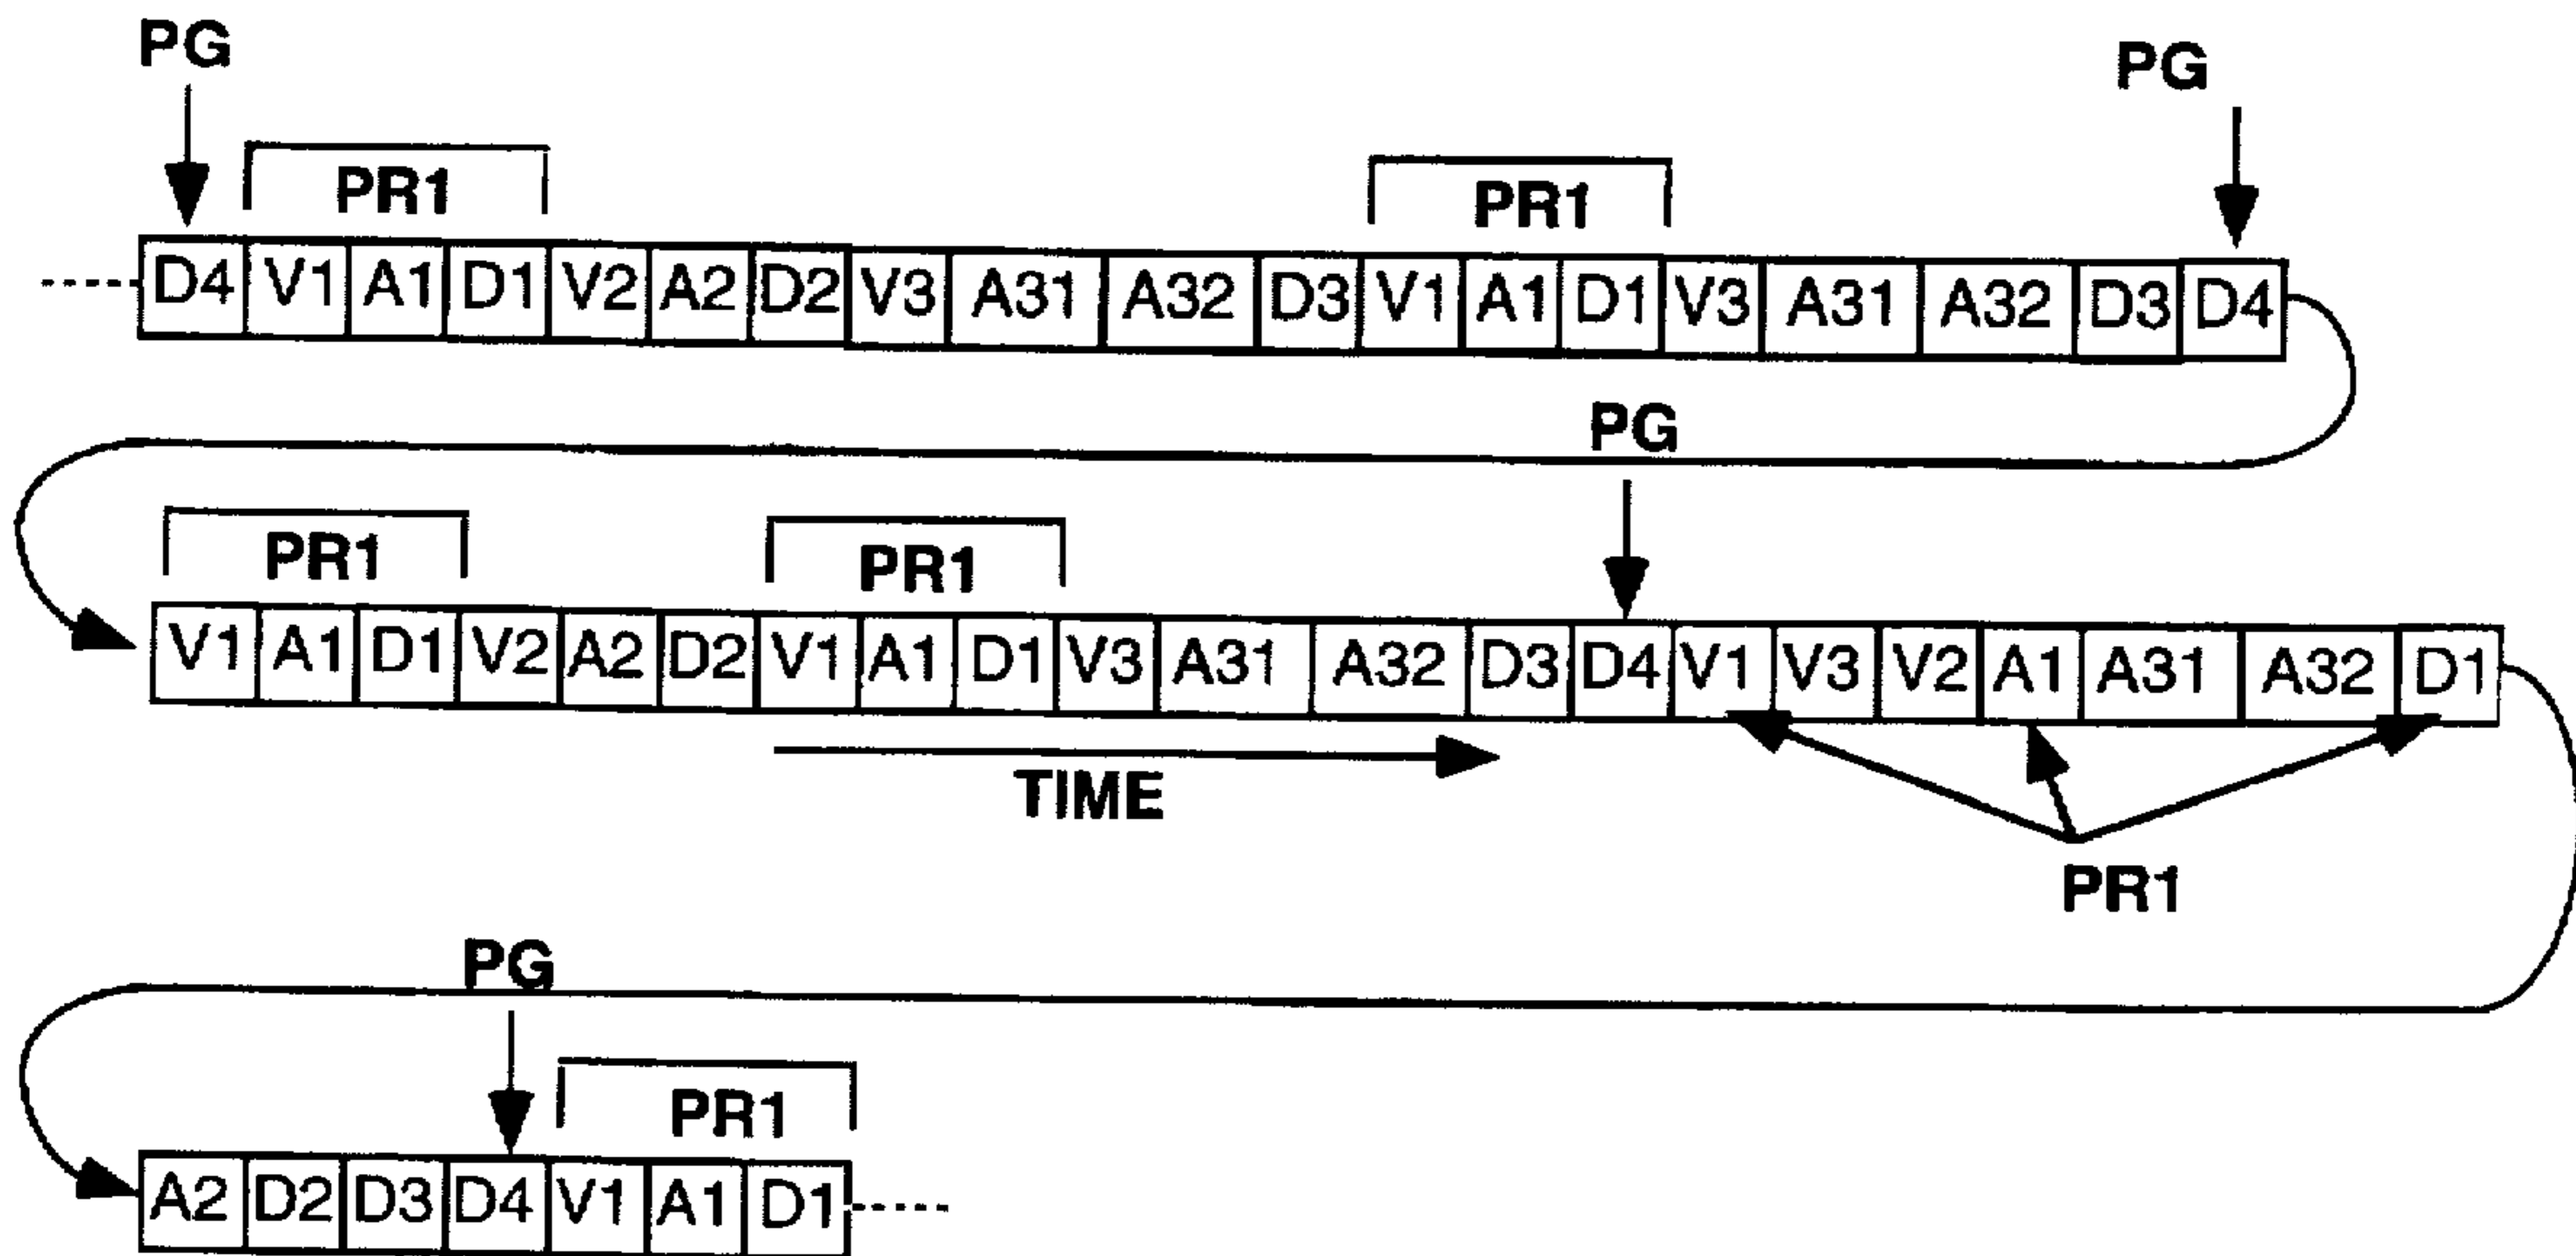 PG PG
PR1 PR1
D4 V1 A1 D1 V2 A2 D2 V3 A31 A32 D3 V1 A1 D1 V3 A31 A32 D3 D4
PG
PR1 PR1
V1 A1 D1 V2 A2 D2 V1 A1 D1 V3 A31 A32 D3 D4 V1 V3 V2 A1 A31 A32 D1
TIME
PR1
PG
PR1
A2 D2 D3 D4 V1 A1 D1